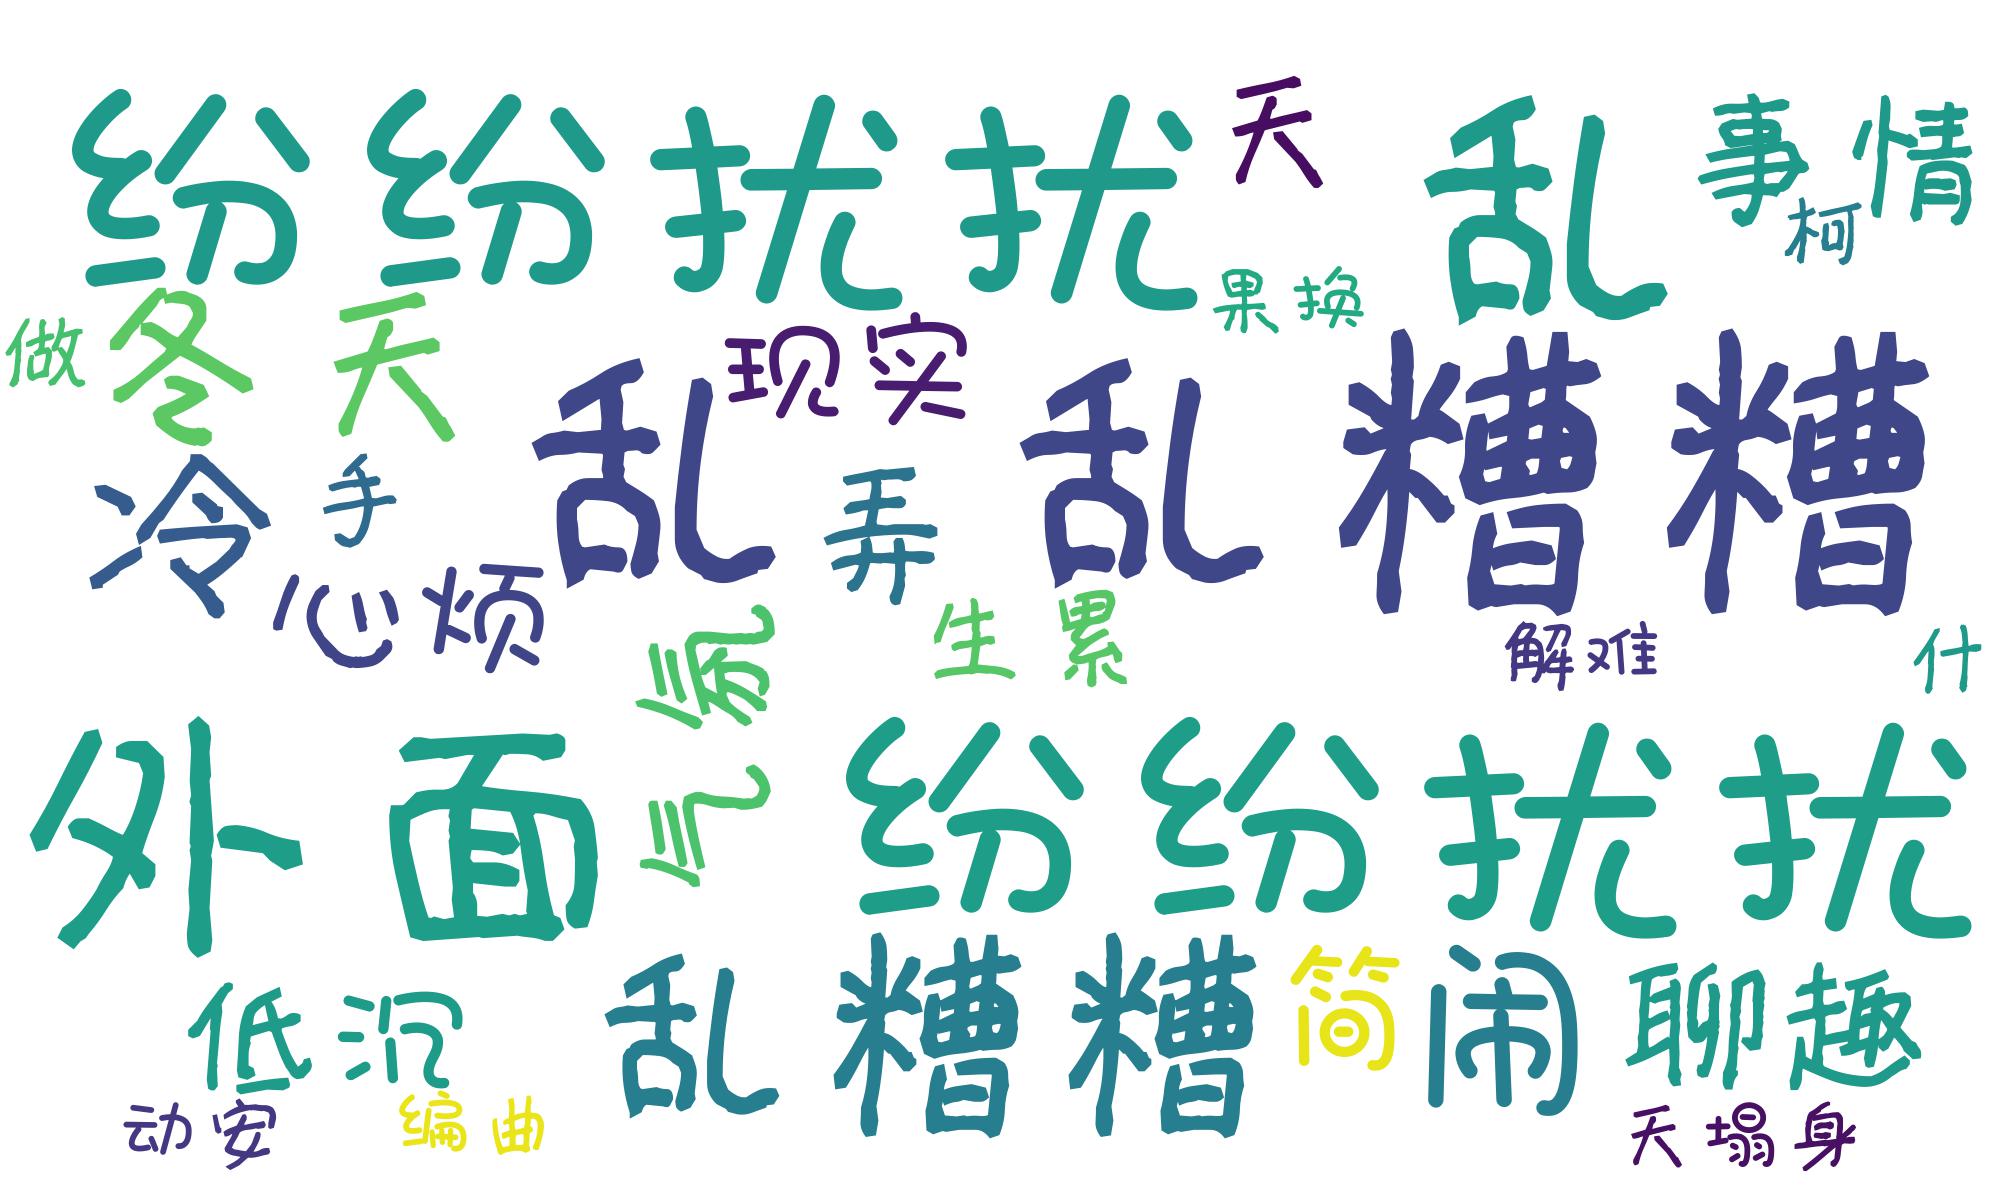 纷纷扰扰
天
乱
事情
柯
果换
做
冬天
现实
乱乱糟糟
冷
手
弄
心烦
氛
气
生累
解难
什
外面
纷纷扰扰
低沉
乱糟糟
简
闹
聊趣
动安
编曲
天塌身